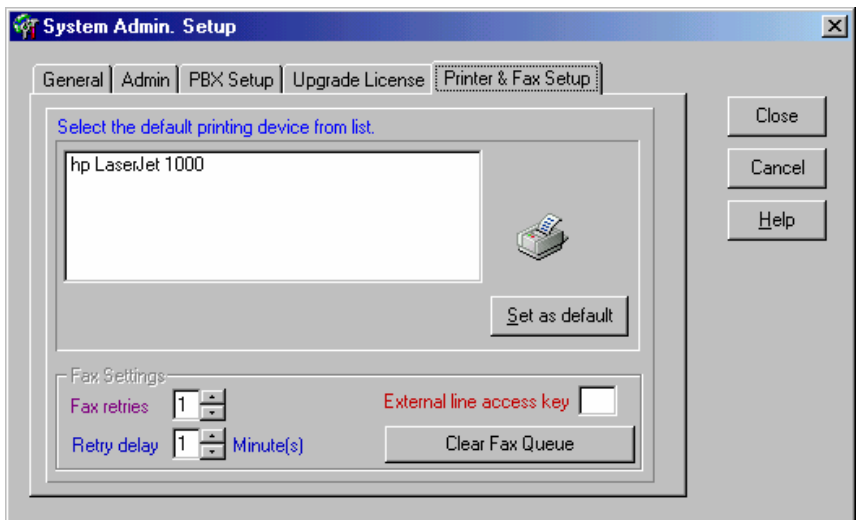 System Admin. Setup
General Admin PBX Setup Upgrade License Printer & Fax Setup
Select the default printing device from list.
hp LaserJet 1000
Close
Cancel
Help
Set as default
Fax Settings
Fax retries 1
External line access key
Retry delay 1 Minute(s)
Clear Fax Queue